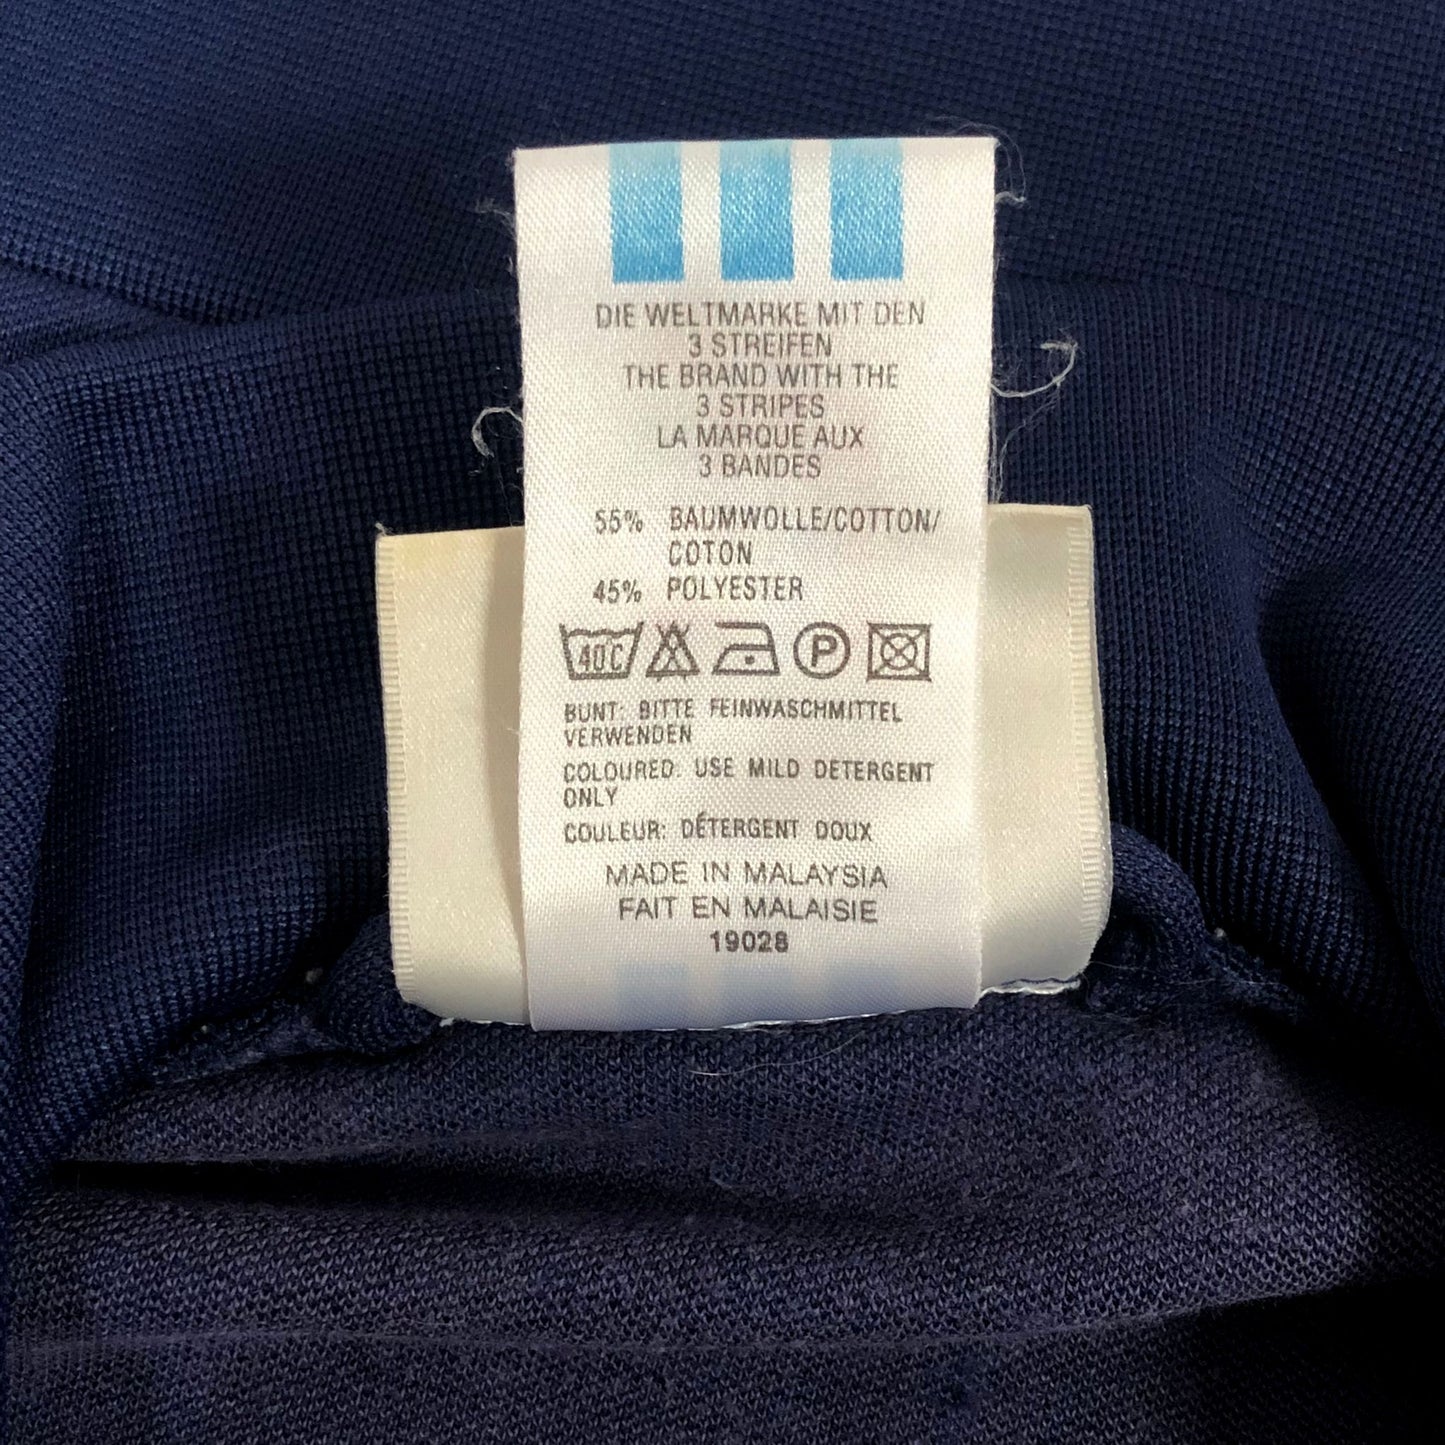 DIE WELTMARKE MIT DEN
3 STREIFEN
THE BRAND WITH THE
3 STRIPES
LA MARQUE AUX
3 BANDES
55% BAUMWOLLE/COTTON/
COTON
45% POLYESTER
40C P
BUNT: BITTE FEINWASCHMITTEL
VERWENDEN
COLOURED: USE MILD DETERGENT
ONLY
COULEUR: DÉTERGENT DOUX
MADE IN MALAYSIA
FAIT EN MALAISIE
19028